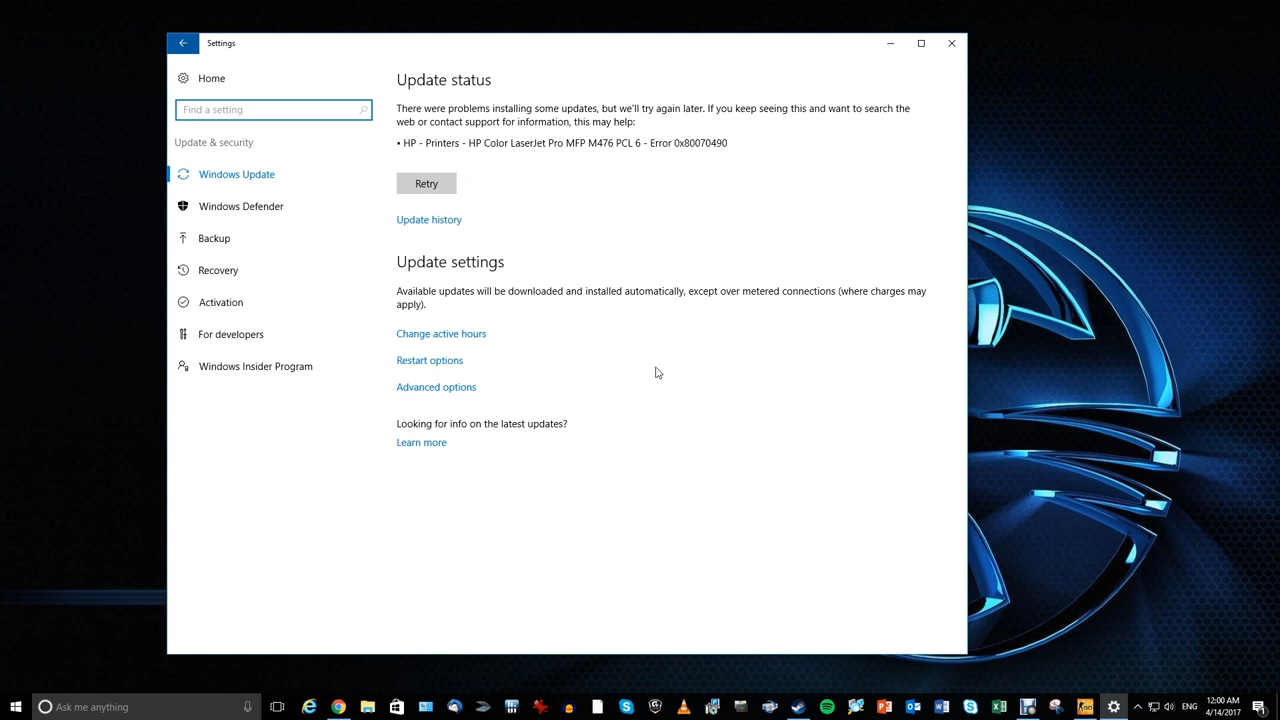 Settings
Home
Find a setting
Update & security
Windows Update
Windows Defender
Backup
Recovery
Activation
For developers
Windows Insider Program
Update status
There were problems installing some updates, but we'll try again later. If you keep seeing this and want to search the
web or contact support for information, this may help:
• HP - Printers - HP Color LaserJet Pro MFP M476 PCL 6 - Error 0x80070490
Retry
Update history
Update settings
Available updates will be downloaded and installed automatically, except over metered connections (where charges may
apply).
Change active hours
Restart options
Advanced options
Looking for info on the latest updates?
Learn more
Ask me anything
ENG
12:00 AM
4/14/2017